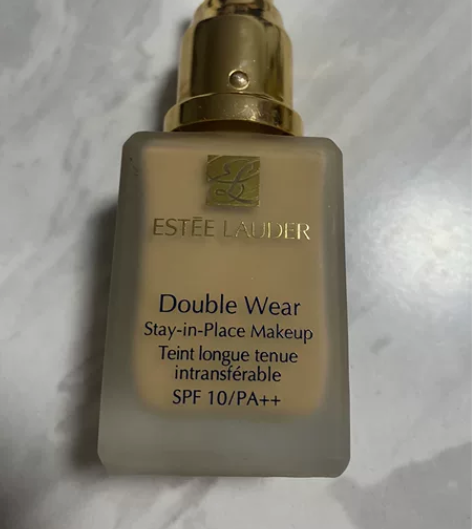 ESTĒE LAUDER
Double Wear
Stay-in-Place Makeup
Teint longue tenue
intransférable
SPF 10/PA++